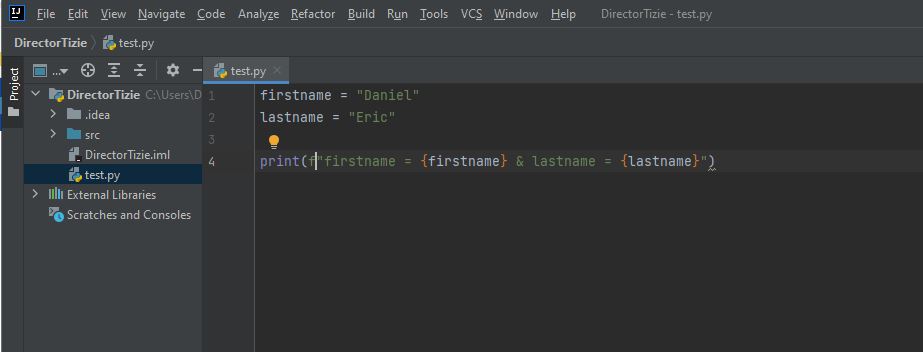 IJ File Edit View Navigate Code Analyze Refactor Build Run Tools VCS Window Help DirectorTizie - test.py
DirectorTizie test.py
Project
...
test.py
DirectorTizie C:\Users\D
.idea
src
DirectorTizie.iml
test.py
External Libraries
Scratches and Consoles
1 firstname = "Daniel"
2 lastname = "Eric"
3
4 print(f"firstname = {firstname} & lastname = {lastname}")